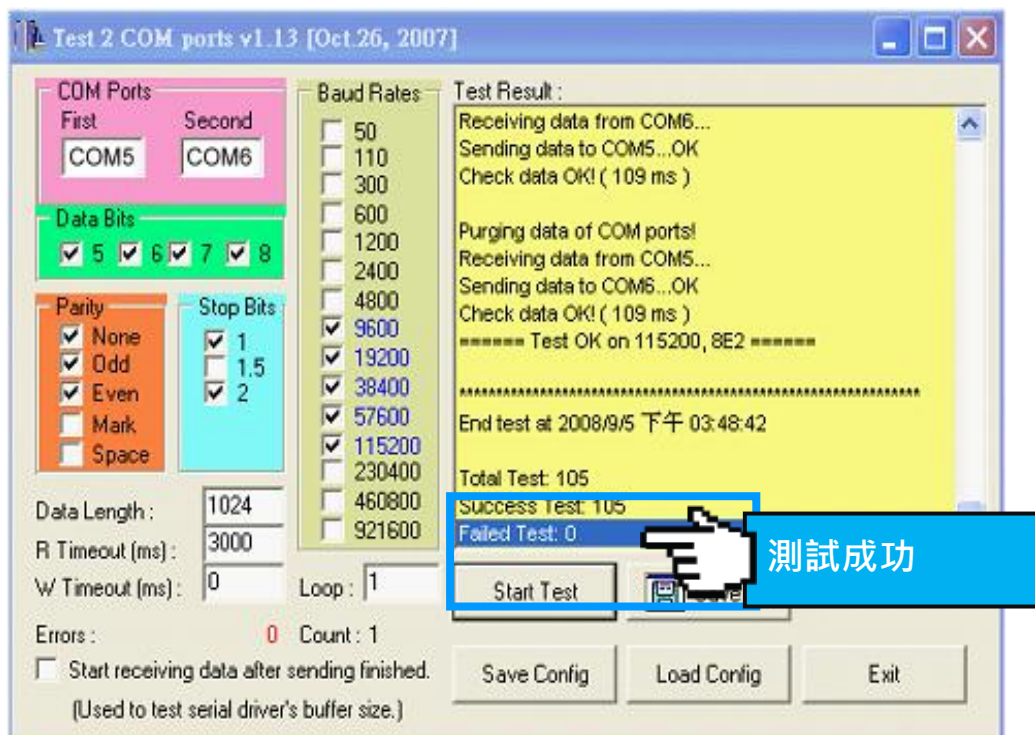 Test 2 COM ports v1.13 [Oct.26, 2007]
COM Ports
First Second
COM5 COM6
Data Bits
5 6 7 8
Parity
None
Odd
Even
Mark
Space
Stop Bits
1
1.5
2
Baud Rates
50
110
300
600
1200
2400
4800
9600
19200
38400
57600
115200
230400
460800
921600
Data Length : 1024
R Timeout (ms) : 3000
W Timeout (ms) : 0
Loop : 1
Errors : 0 Count : 1
Start receiving data after sending finished.
(Used to test serial driver's buffer size.)
Test Result :
Receiving data from COM6...
Sending data to COM5...OK
Check data OK! ( 109 ms )
Purging data of COM ports!
Receiving data from COM5...
Sending data to COM6...OK
Check data OK! ( 109 ms )
====== Test OK on 115200, 8E2 ======
End test at 2008/9/5 下午 03:48:42
Total Test: 105
Success Test: 105
Failed Test: 0
測試成功
Start Test
Save Config Load Config Exit